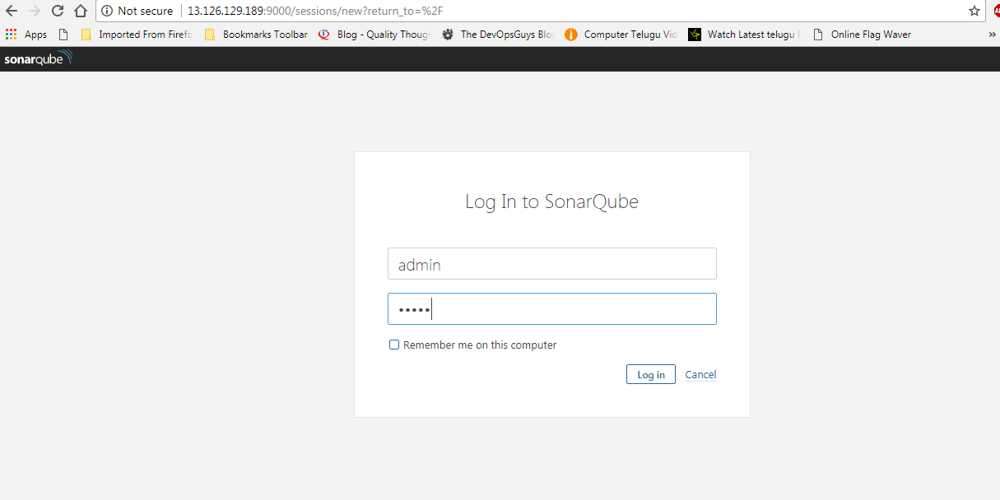 Not secure 13.126.129.189:9000/sessions/new?return_to=%2F
Apps Imported From Firefo Bookmarks Toolbar Blog - Quality Though The DevOpsGuys Blog Computer Telugu Vid Watch Latest telugu Online Flag Waver »
sonarqube
Log In to SonarQube
admin
•••••
Remember me on this computer
Log in Cancel